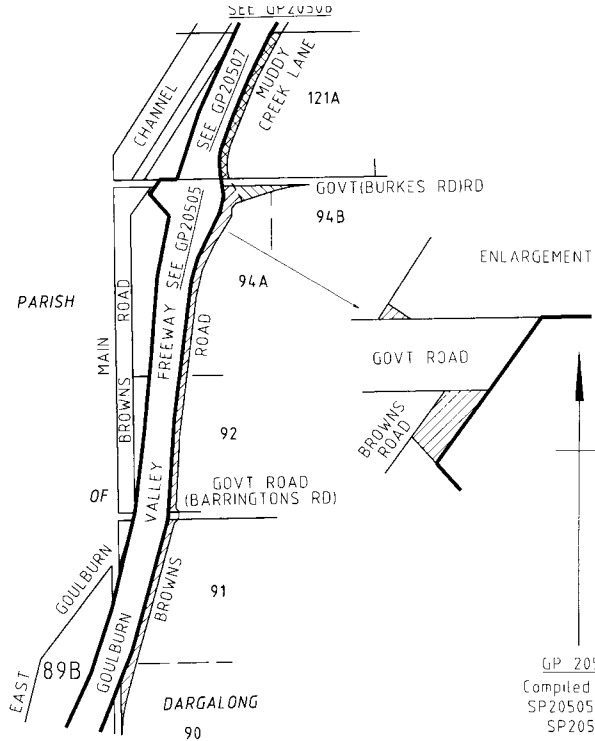 SEE GP20506
CHANNEL
SEE GP20507
MUDDY
CREEK LANE
121A
GOVT(BURKES RD)RD
94B
SEE GP20505
94A
ENLARGEMENT
PARISH
MAIN ROAD
FREEWAY
ROAD
GOVT ROAD
BROWNS
BROWNS
ROAD
92
OF
VALLEY
GOVT ROAD
(BARRINGTONS RD)
GOULBURN
BROWNS
91
EAST
89B
GOULBURN
DARGALONG
90
Compiled
SP20505